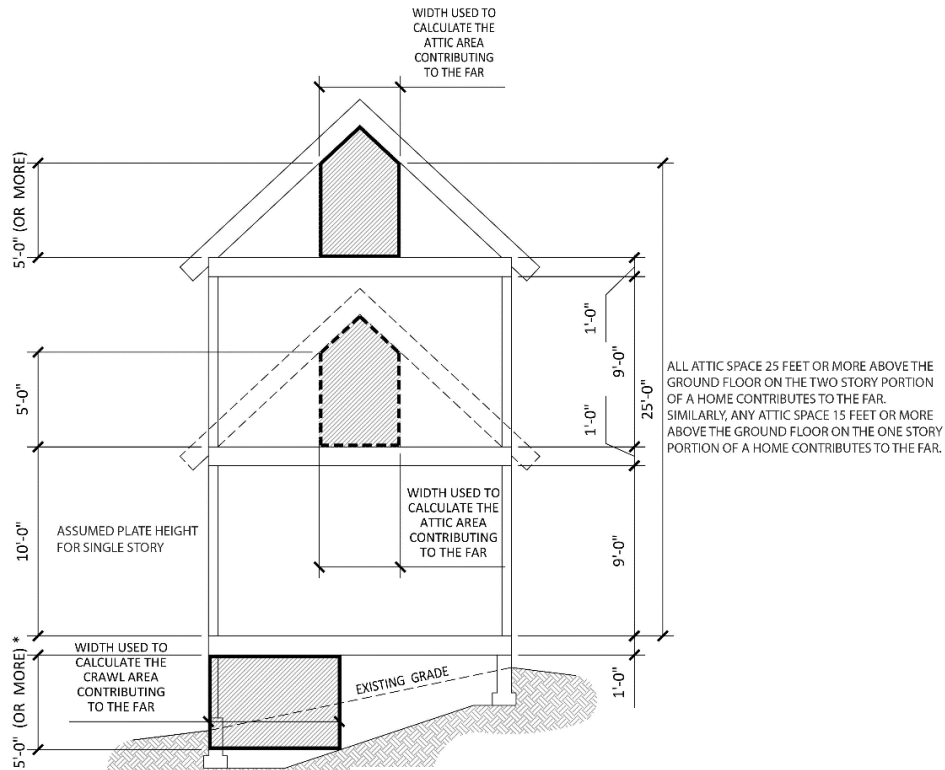 WIDTH USED TO
CALCULATE THE
ATTIC AREA
CONTRIBUTING
TO THE FAR
5'-0" (OR MORE)
1'-0"
9'-0"
25'-0"
1'-0"
5'-0"
ALL ATTIC SPACE 25 FEET OR MORE ABOVE THE
GROUND FLOOR ON THE TWO STORY PORTION
OF A HOME CONTRIBUTES TO THE FAR.
SIMILARLY, ANY ATTIC SPACE 15 FEET OR MORE
ABOVE THE GROUND FLOOR ON THE ONE STORY
PORTION OF A HOME CONTRIBUTES TO THE FAR.
WIDTH USED TO
CALCULATE THE
ATTIC AREA
CONTRIBUTING
TO THE FAR
10'-0"
ASSUMED PLATE HEIGHT
FOR SINGLE STORY
9'-0"
5'-0" (OR MORE) *
WIDTH USED TO
CALCULATE THE
CRAWL AREA
CONTRIBUTING
TO THE FAR
EXISTING GRADE
1'-0"